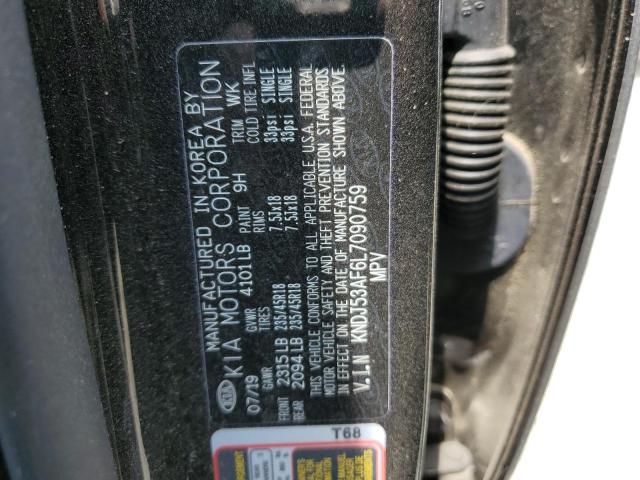 KIA
MANUFACTURED IN KOREA BY
KIA MOTORS CORPORATION
07/19 4101LB PAINT 9H TRIM WK
GVWR
GAWR TIRES RIMS COLD TIRE INFL
FRONT 2315LB 235/45R18 7.5Jx18 33psi SINGLE
REAR 2094LB 235/45R18 7.5Jx18 33psi SINGLE
THIS VEHICLE CONFORMS TO ALL APPLICABLE U.S.A. FEDERAL
MOTOR VEHICLE SAFETY AND THEFT PREVENTION STANDARDS
IN EFFECT ON THE DATE OF MANUFACTURE SHOWN ABOVE.
V.I.N KNDJ53AF6L7090759
MPV
T68